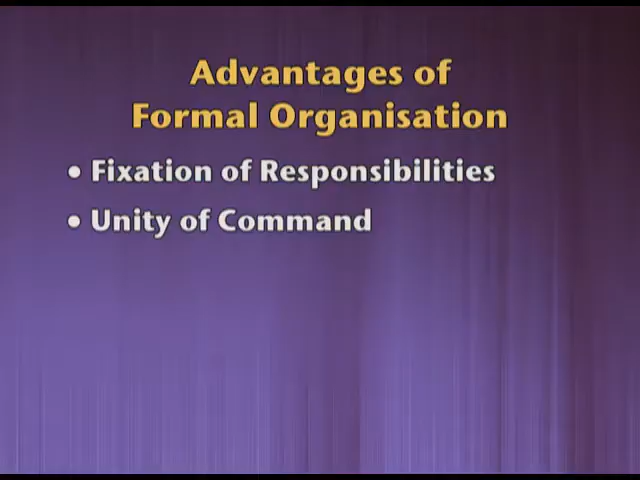 Advantages of
Formal Organisation
• Fixation of Responsibilities
• Unity of Command